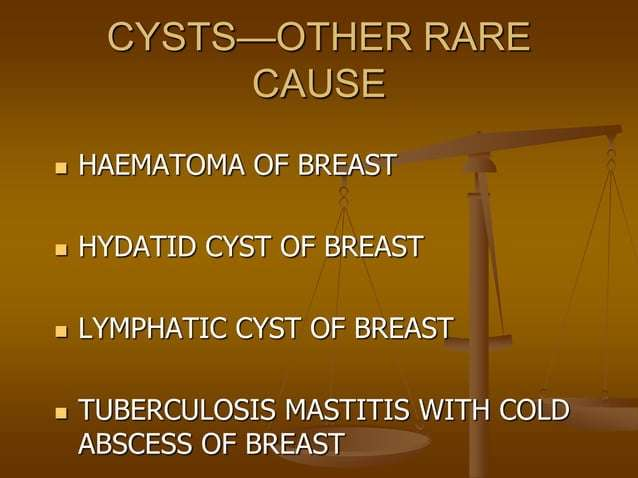 CYSTS—OTHER RARE
CAUSE
HAEMATOMA OF BREAST
HYDATID CYST OF BREAST
LYMPHATIC CYST OF BREAST
TUBERCULOSIS MASTITIS WITH COLD
ABSCESS OF BREAST